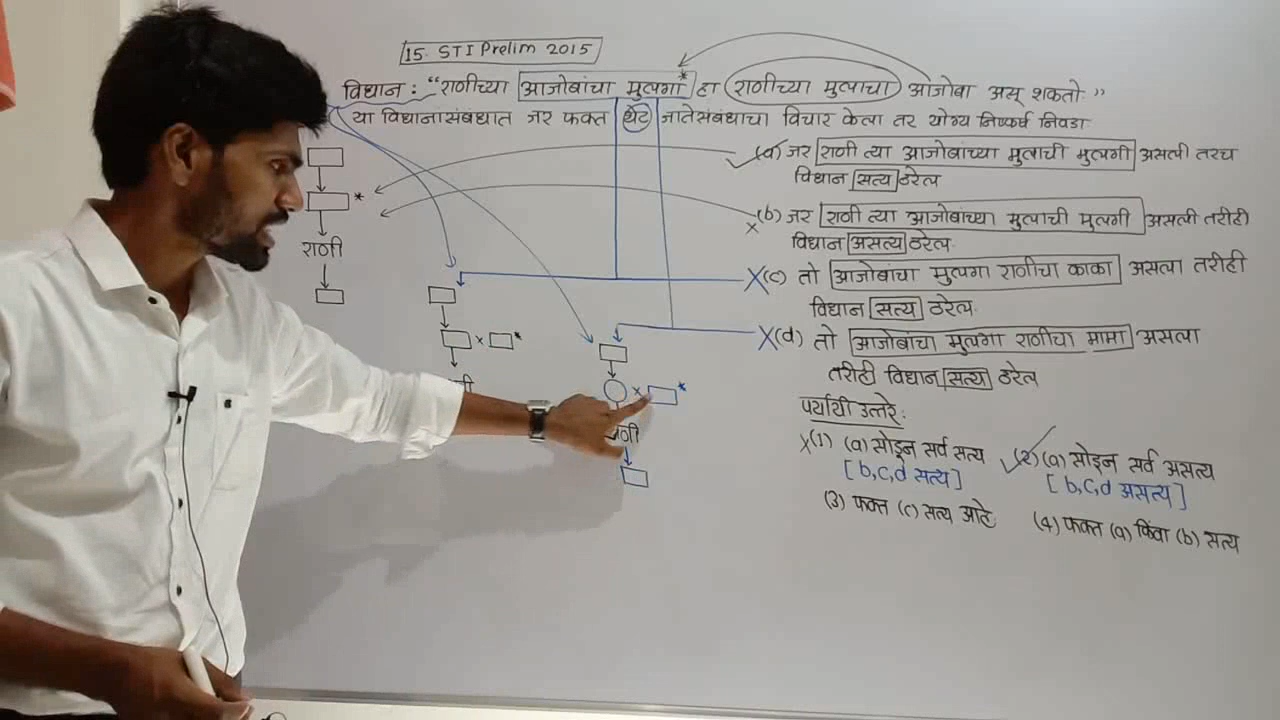 15. STI Prelim 2015
विधान : “राणीच्या आजोबांचा मुलगा* हा राणीच्या मुलाचा आजोबा असू शकतो.”
या विधानासंबंधात जर फक्त थेट नातेसंबंधाचा विचार केला तर योग्य निष्कर्ष निवडा
(a) जर राणी त्या आजोबांच्या मुलाची मुलगी असली तरच
विधान सत्य ठरेल
(b) जर राणी त्या आजोबांच्या मुलाची मुलगी असली तरीही
विधान असत्य ठरेल.
(c) तो आजोबांचा मुलगा राणीचा काका असला तरीही
विधान सत्य ठरेल.
(d) तो आजोबांचा मुलगा राणीचा मामा असला
तरीही विधान सत्य ठरेल
पर्यायी उत्तरे :
(1) (a) सोडून सर्व सत्य
[b,c,d सत्य]
(2) (a) सोडून सर्व असत्य
[b,c,d असत्य]
(3) फक्त (c) सत्य आहे.
(4) फक्त (a) किंवा (b) सत्य
राणी